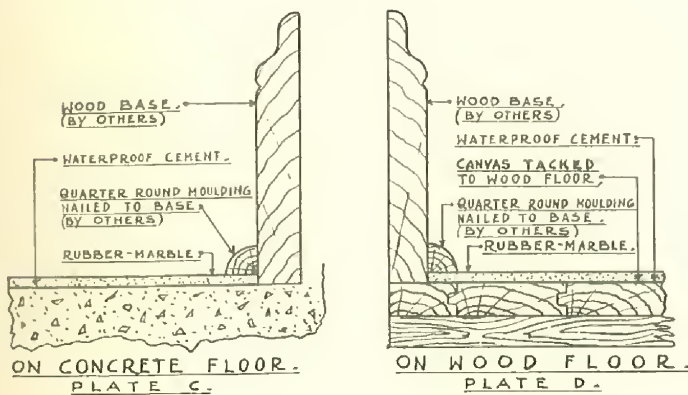 WOOD BASE.
(BY OTHERS)
WATERPROOF CEMENT.
QUARTER ROUND MOULDING
NAILED TO BASE
(BY OTHERS)
RUBBER-MARBLE.
ON CONCRETE FLOOR.
PLATE C.
WOOD BASE.
(BY OTHERS)
WATERPROOF CEMENT.
CANVAS TACKED
TO WOOD FLOOR.
QUARTER ROUND MOULDING
NAILED TO BASE.
(BY OTHERS)
RUBBER-MARBLE.
ON WOOD FLOOR.
PLATE D.